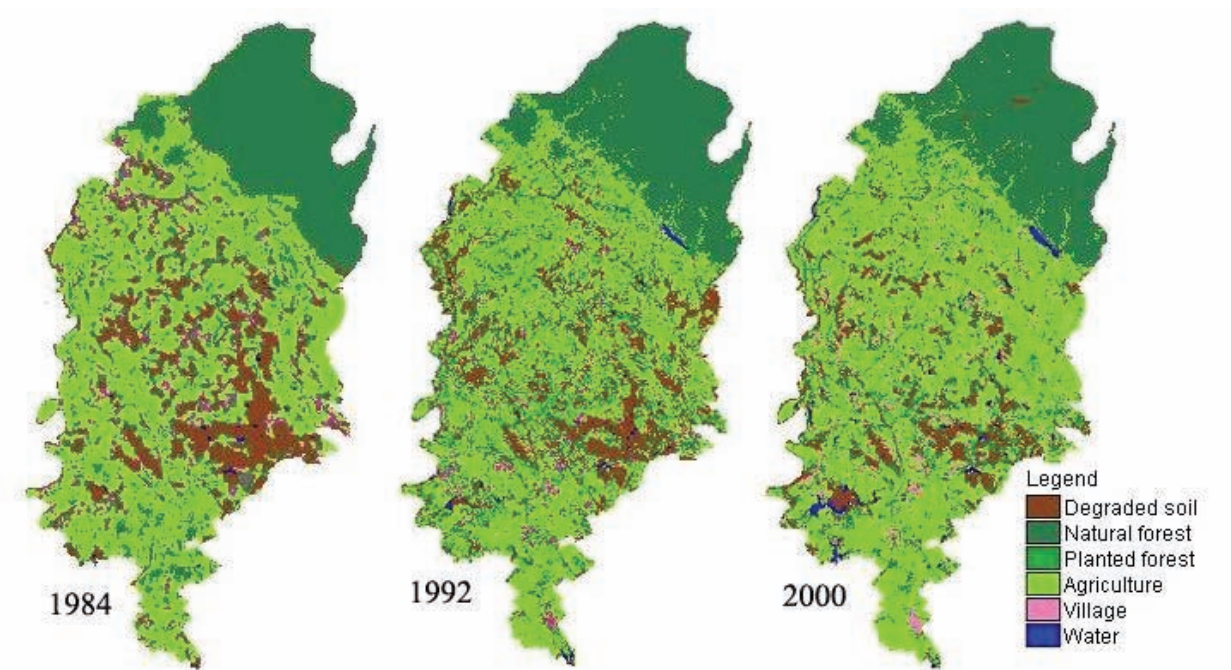 1984
1992
2000
Legend
Degraded soil
Natural forest
Planted forest
Agriculture
Village
Water